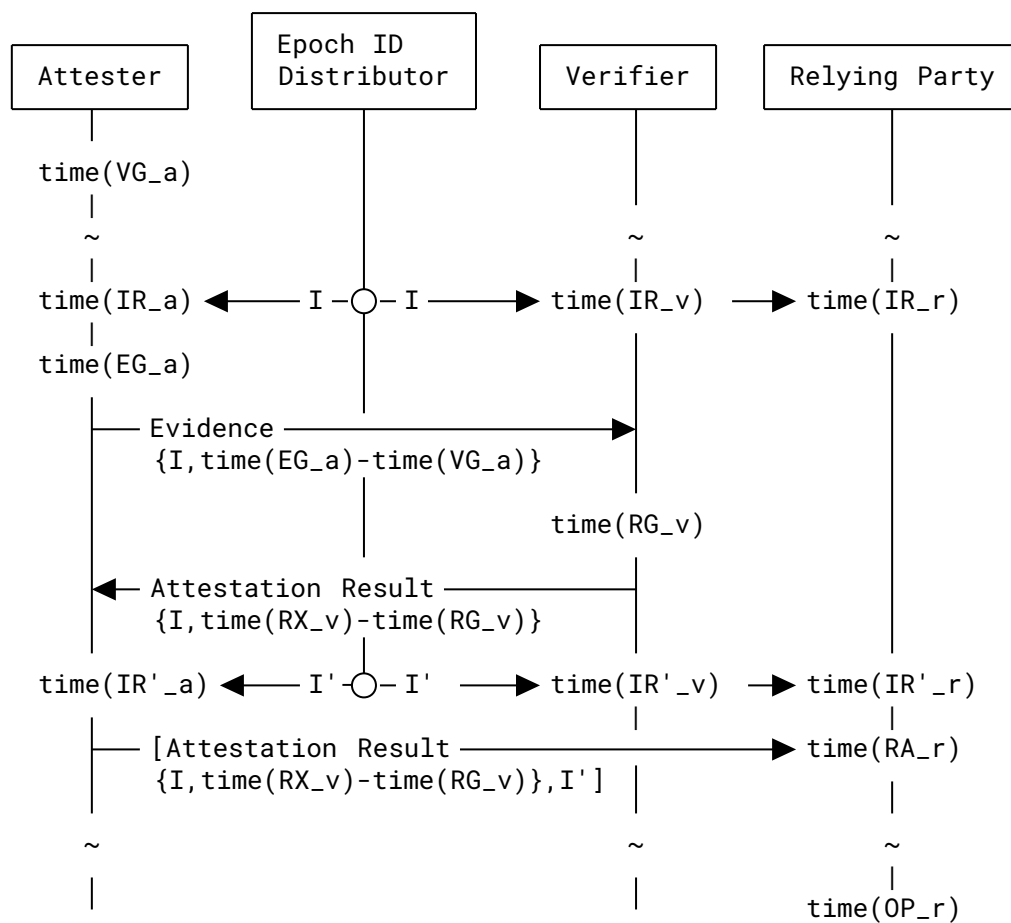 Attester
Epoch ID
Distributor
Verifier
Relying Party
time(VG_a)
~ ~ ~
time(IR_a) I I time(IR_v) time(IR_r)
time(EG_a)
Evidence
{I,time(EG_a)-time(VG_a)}
time(RG_v)
Attestation Result
{I,time(RX_v)-time(RG_v)}
time(IR'_a) I' I' time(IR'_v) time(IR'_r)
[Attestation Result time(RA_r)
{I,time(RX_v)-time(RG_v)},I']
~ ~ ~
time(OP_r)